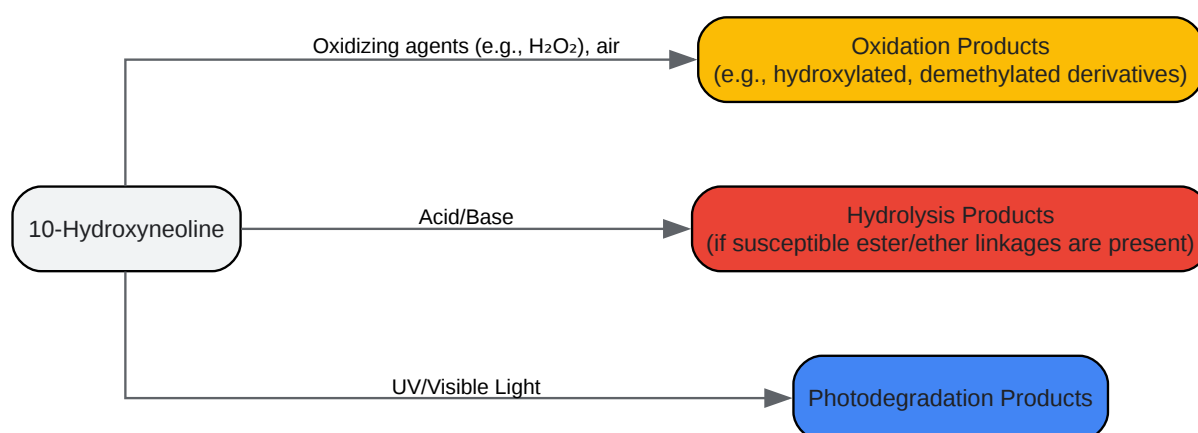 Oxidizing agents (e.g., H₂O₂), air
Oxidation Products
(e.g., hydroxylated, demethylated derivatives)
10-Hydroxyneoline
Acid/Base
Hydrolysis Products
(if susceptible ester/ether linkages are present)
UV/Visible Light
Photodegradation Products